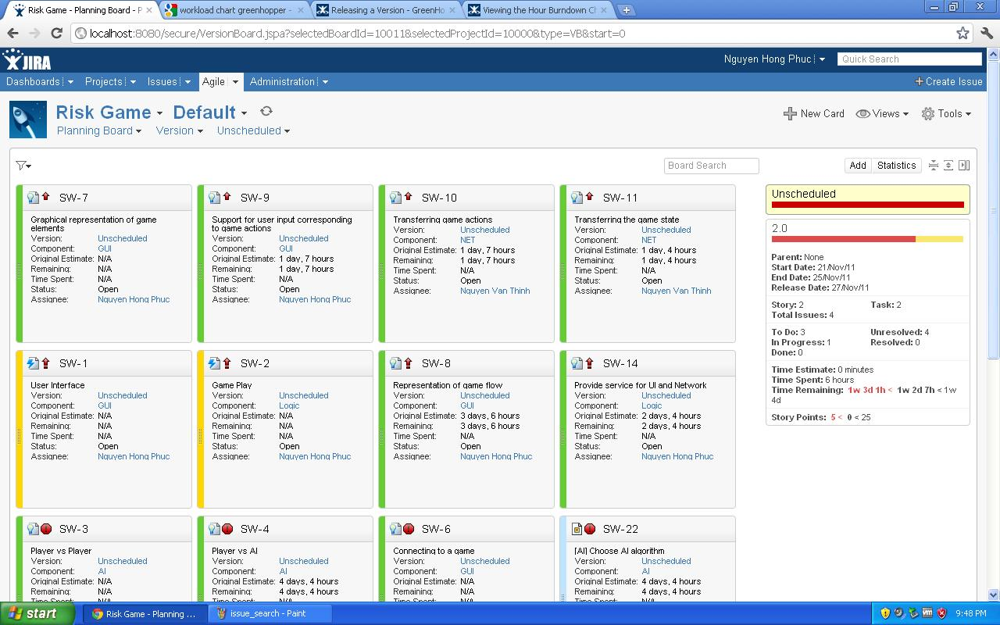 Risk Game - Planning Board - P
workload chart greenhopper -
Releasing a Version - GreenHo
Viewing the Hour Burndown Ch
localhost:8080/secure/VersionBoard.jspa?selectedBoardId=10011&selectedProjectId=10000&type=VB&start=0
JIRA
Nguyen Hong Phuc
Quick Search
Dashboards Projects Issues Agile Administration
Create Issue
Risk Game Default
Planning Board Version Unscheduled
New Card Views Tools
Board Search
Add Statistics
SW-7
Graphical representation of game
elements
Version: Unscheduled
Component: GUI
Original Estimate: N/A
Remaining: N/A
Time Spent: N/A
Status: Open
Assignee: Nguyen Hong Phuc
SW-9
Support for user input corresponding
to game actions
Version: Unscheduled
Component: GUI
Original Estimate: 1 day, 7 hours
Remaining: 1 day, 7 hours
Time Spent: N/A
Status: Open
Assignee: Nguyen Hong Phuc
SW-10
Transferring game actions
Version: Unscheduled
Component: NET
Original Estimate: 1 day, 7 hours
Remaining: 1 day, 7 hours
Time Spent: N/A
Status: Open
Assignee: Nguyen Van Thinh
SW-11
Transferring the game state
Version: Unscheduled
Component: NET
Original Estimate: 1 day, 4 hours
Remaining: 1 day, 4 hours
Time Spent: N/A
Status: Open
Assignee: Nguyen Van Thinh
SW-1
User Interface
Version: Unscheduled
Component: GUI
Original Estimate: N/A
Remaining: N/A
Time Spent: N/A
Status: Open
Assignee: Nguyen Hong Phuc
SW-2
Game Play
Version: Unscheduled
Component: Logic
Original Estimate: N/A
Remaining: N/A
Time Spent: N/A
Status: Open
Assignee: Nguyen Hong Phuc
SW-8
Representation of game flow
Version: Unscheduled
Component: GUI
Original Estimate: 3 days, 6 hours
Remaining: 3 days, 6 hours
Time Spent: N/A
Status: Open
Assignee: Nguyen Hong Phuc
SW-14
Provide service for UI and Network
Version: Unscheduled
Component: Logic
Original Estimate: 2 days, 4 hours
Remaining: 2 days, 4 hours
Time Spent: N/A
Status: Open
Assignee: Nguyen Hong Phuc
SW-3
Player vs Player
Version: Unscheduled
Component: AI
Original Estimate: N/A
Remaining: N/A
Time Spent: N/A
SW-4
Player vs AI
Version: Unscheduled
Component: AI
Original Estimate: 4 days, 4 hours
Remaining: 4 days, 4 hours
Time Spent: N/A
SW-6
Connecting to a game
Version: Unscheduled
Component: GUI
Original Estimate: N/A
Remaining: N/A
Time Spent: N/A
SW-22
[AI] Choose AI algorithm
Version: Unscheduled
Component: AI
Original Estimate: 4 days, 4 hours
Remaining: 4 days, 4 hours
Time Spent: N/A
Unscheduled
2.0
Parent: None
Start Date: 21/Nov/11
End Date: 25/Nov/11
Release Date: 27/Nov/11
Story: 2 Task: 2
Total Issues: 4
To Do: 3 Unresolved: 4
In Progress: 1 Resolved: 0
Done: 0
Time Estimate: 0 minutes
Time Spent: 6 hours
Time Remaining: 1w 3d 1h < 1w 2d 7h < 1w
4d
Story Points: 5 < 0 < 25
start
Risk Game - Planning ...
issue_search - Paint
vm
9:48 PM